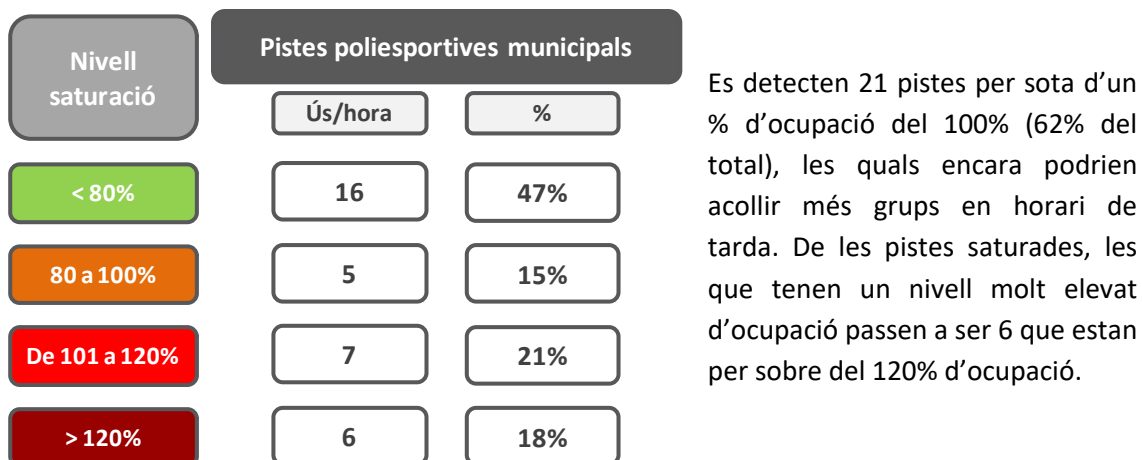 Nivell
saturació
Pistes poliesportives municipals
Ús/hora %
< 80% 16 47%
80 a 100% 5 15%
De 101 a 120% 7 21%
> 120% 6 18%
Es detecten 21 pistes per sota d’un
% d’ocupació del 100% (62% del
total), les quals encara podrien
acollir més grups en horari de
tarda. De les pistes saturades, les
que tenen un nivell molt elevat
d’ocupació passen a ser 6 que estan
per sobre del 120% d’ocupació.